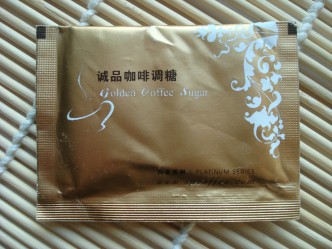 诚品咖啡调糖
Golden Coffee Sugar
PLATINUM SERIES